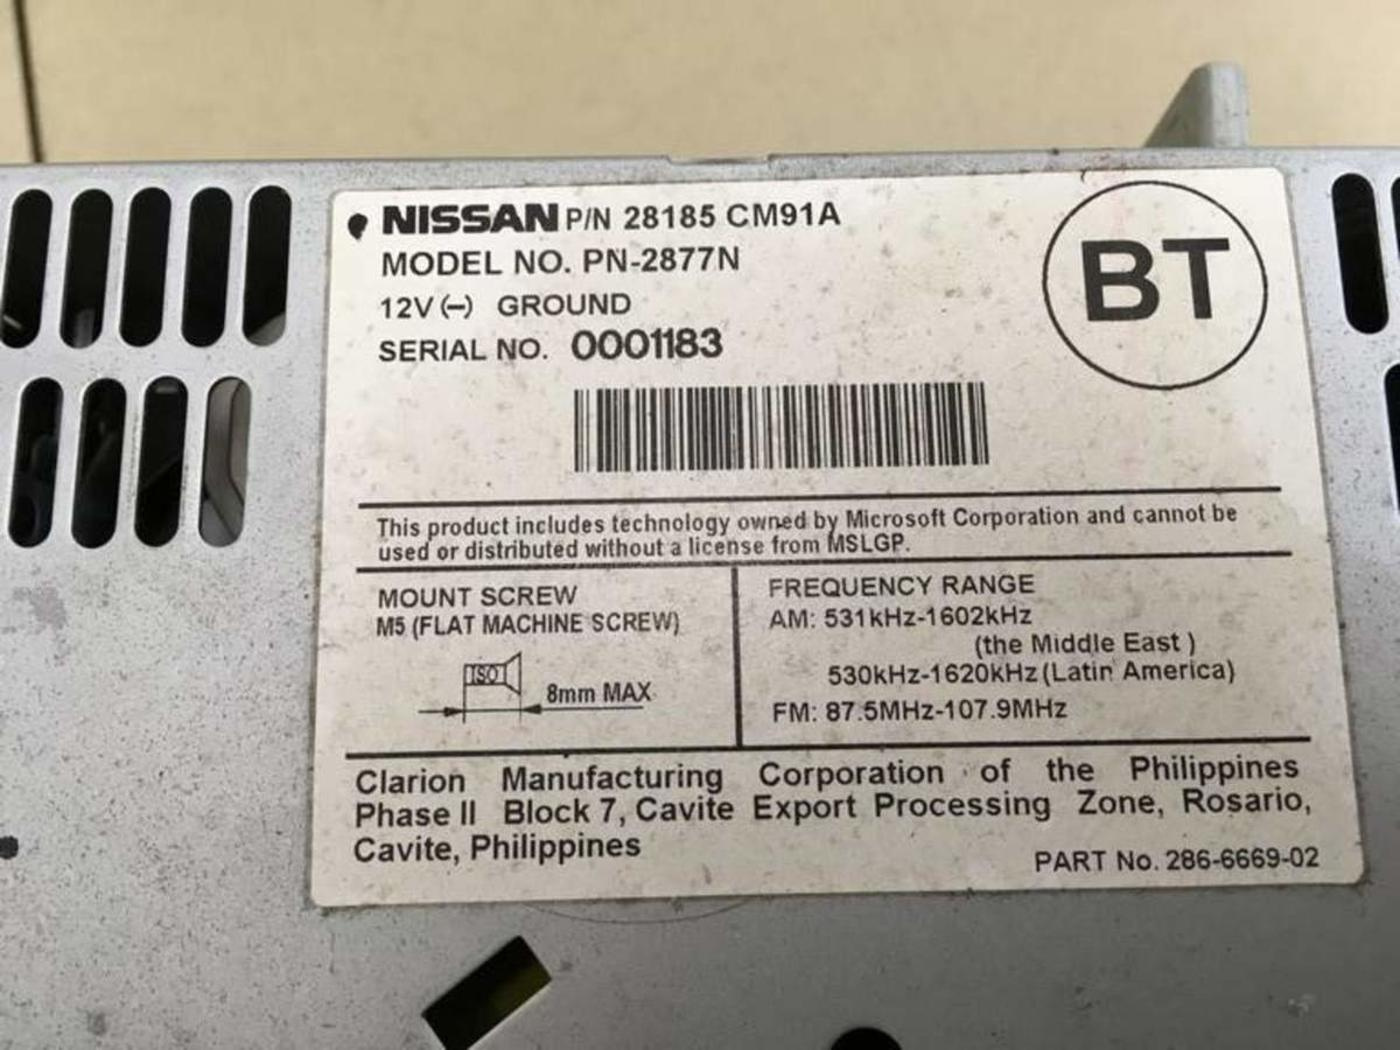 NISSAN P/N 28185 CM91A
MODEL NO. PN-2877N
12V (−) GROUND
SERIAL NO. 0001183
BT
This product includes technology owned by Microsoft Corporation and cannot be
used or distributed without a license from MSLGP.
MOUNT SCREW
M5 (FLAT MACHINE SCREW)
ISO
8mm MAX
FREQUENCY RANGE
AM: 531kHz-1602kHz
(the Middle East )
530kHz-1620kHz (Latin America)
FM: 87.5MHz-107.9MHz
Clarion Manufacturing Corporation of the Philippines
Phase II Block 7, Cavite Export Processing Zone, Rosario,
Cavite, Philippines
PART No. 286-6669-02